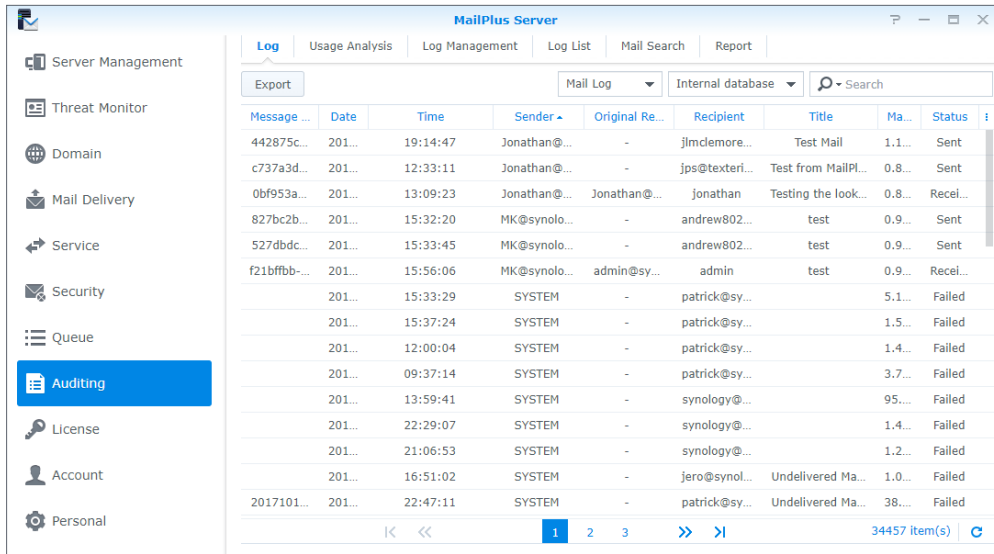 MailPlus Server
Server Management
Threat Monitor
Domain
Mail Delivery
Service
Security
Queue
Auditing
License
Account
Personal
Log Usage Analysis Log Management Log List Mail Search Report
Export Mail Log Internal database Search
Message ... Date Time Sender Original Re... Recipient Title Ma... Status
442875c... 201... 19:14:47 Jonathan@... - jlmclemore... Test Mail 1.1... Sent
c737a3d... 201... 12:33:11 Jonathan@... - jps@texteri... Test from MailPl... 0.8... Sent
0bf953a... 201... 13:09:23 Jonathan@... Jonathan@... jonathan Testing the look... 0.8... Recei...
827bc2b... 201... 15:32:20 MK@synolo... - andrew802... test 0.9... Sent
527bdbc... 201... 15:33:45 MK@synolo... - andrew802... test 0.9... Sent
f21bffbb-... 201... 15:56:06 MK@synolo... admin@sy... admin test 0.9... Recei...
201... 15:33:29 SYSTEM - patrick@sy... 5.1... Failed
201... 15:37:24 SYSTEM - patrick@sy... 1.5... Failed
201... 12:00:04 SYSTEM - patrick@sy... 1.4... Failed
201... 09:37:14 SYSTEM - patrick@sy... 3.7... Failed
201... 13:59:41 SYSTEM - synology@... 95.... Failed
201... 22:29:07 SYSTEM - synology@... 1.4... Failed
201... 21:06:53 SYSTEM - synology@... 1.2... Failed
201... 16:51:02 SYSTEM - jero@synol... Undelivered Ma... 1.0... Failed
2017101... 201... 22:47:11 SYSTEM - patrick@sy... Undelivered Ma... 38.... Failed
1 2 3 34457 item(s)